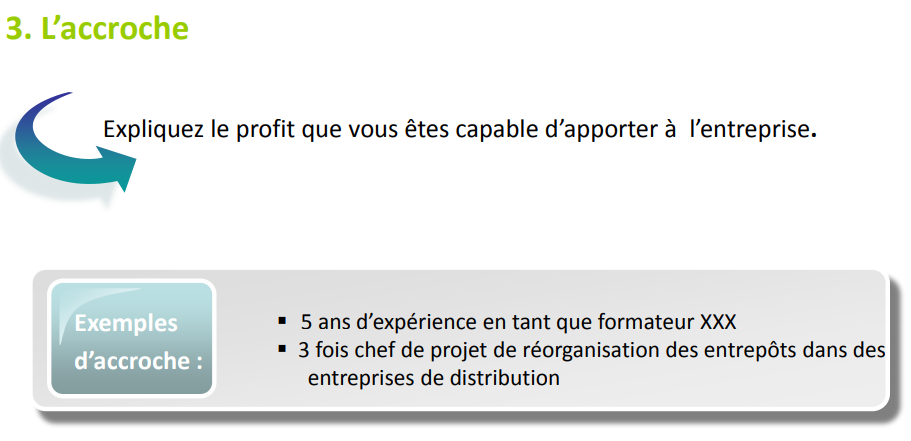 3. L’accroche
Expliquez le profit que vous êtes capable d’apporter à l’entreprise.
Exemples
d’accroche :
▪ 5 ans d’expérience en tant que formateur XXX
▪ 3 fois chef de projet de réorganisation des entrepôts dans des
entreprises de distribution